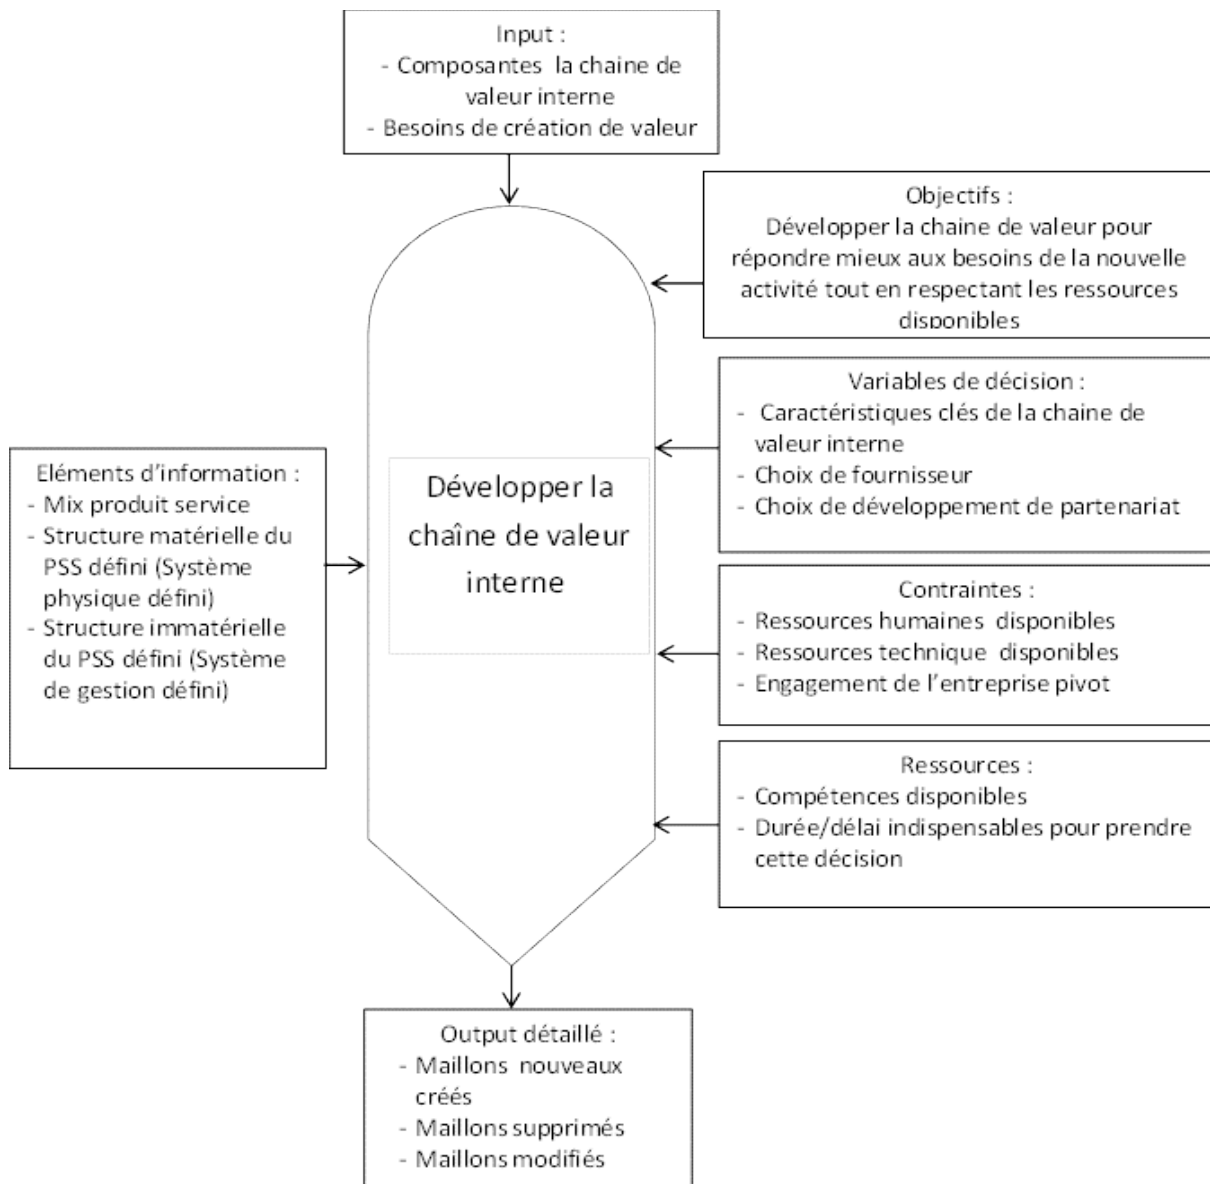 Input :
- Composantes la chaine de
valeur interne
- Besoins de création de valeur
Objectifs :
Développer la chaine de valeur pour
répondre mieux aux besoins de la nouvelle
activité tout en respectant les ressources
disponibles
Variables de décision :
- Caractéristiques clés de la chaine de
valeur interne
- Choix de fournisseur
- Choix de développement de partenariat
Eléments d'information :
- Mix produit service
- Structure matérielle du
PSS défini (Système
physique défini)
- Structure immatérielle
du PSS défini (Système
de gestion défini)
Développer la
chaîne de valeur
interne
Contraintes :
- Ressources humaines disponibles
- Ressources technique disponibles
- Engagement de l'entreprise pivot
Ressources :
- Compétences disponibles
- Durée/délai indispensables pour prendre
cette décision
Output détaillé :
- Maillons nouveaux
créés
- Maillons supprimés
- Maillons modifiés